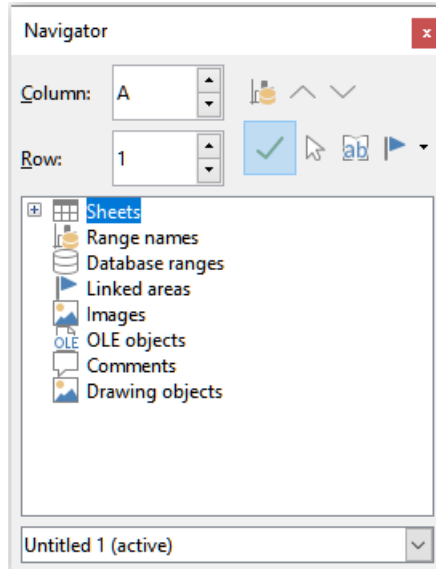 Navigator
x
Column: A
Row: 1
ab
Sheets
Range names
Database ranges
Linked areas
Images
OLE OLE objects
Comments
Drawing objects
Untitled 1 (active)